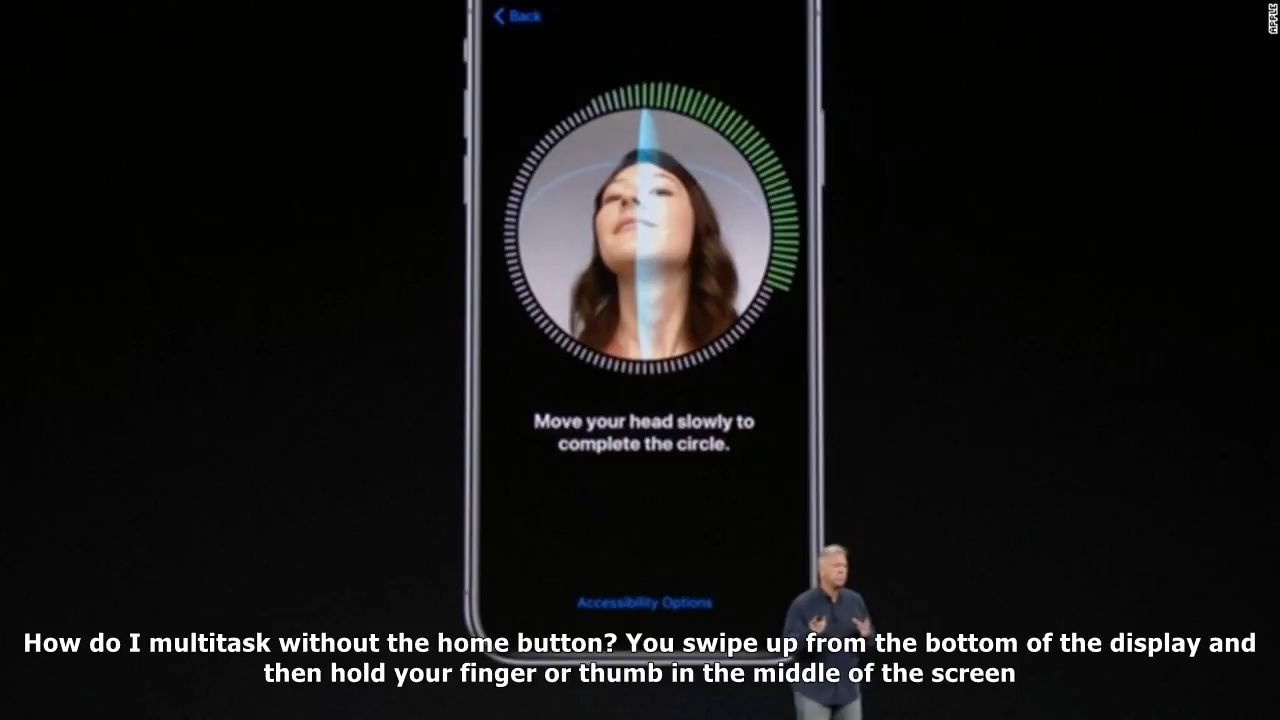 Back
APPLE
Move your head slowly to
complete the circle.
Accessibility Options
How do I multitask without the home button? You swipe up from the bottom of the display and
then hold your finger or thumb in the middle of the screen